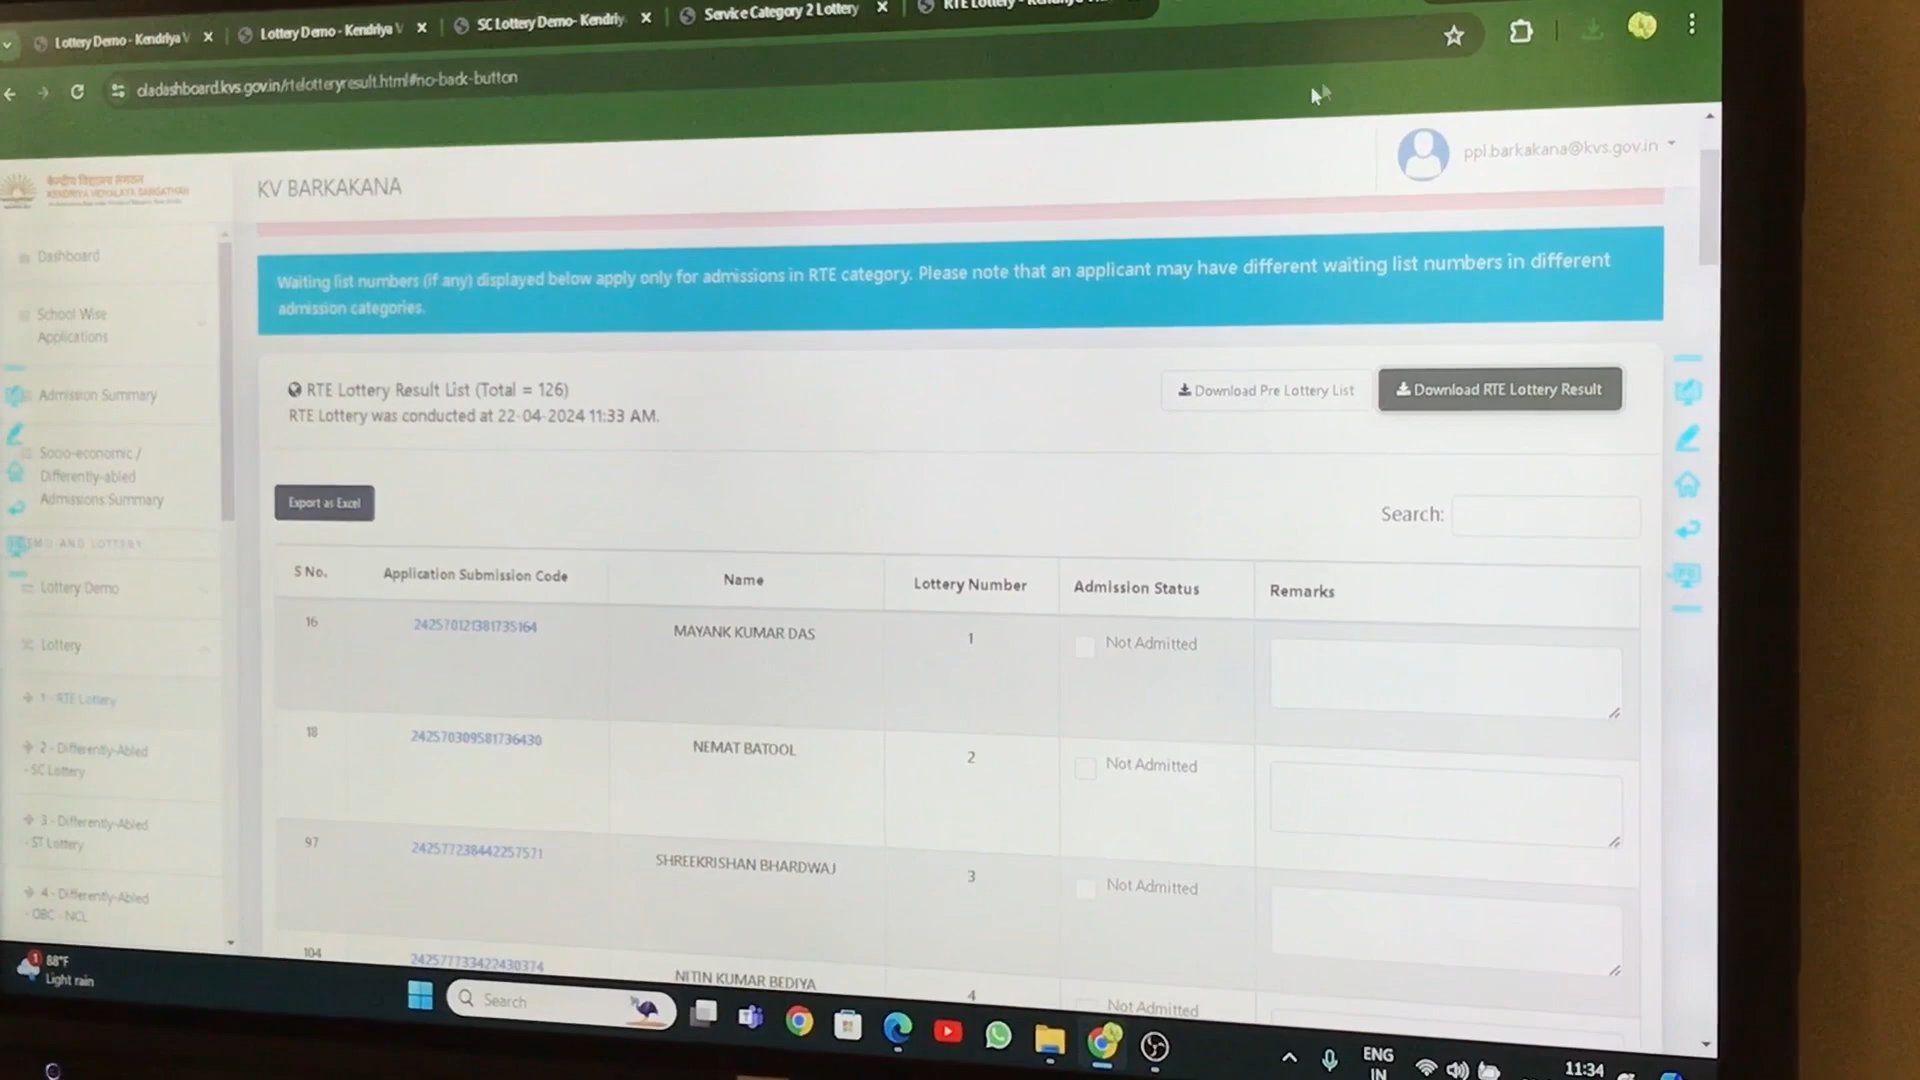 Lottery Demo - Kendriya V
Lottery Demo - Kendriya V
SC Lottery Demo- Kendriy
Service Category 2 Lottery
RTE Lottery - Kendriya
oladashboard.kvs.gov.in/rtelotteryresult.html#no-back-button
केन्द्रीय विद्यालय संगठन
KENDRIYA VIDYALAYA SANGATHAN
KV BARKAKANA
ppl.barkakana@kvs.gov.in
Dashboard
School Wise
Applications
Admission Summary
Socio-economic /
Differently-abled
Admissions Summary
MO AND LOTTERY
Lottery Demo
Lottery
1 - RTE Lottery
2 - Differently-Abled
- SC Lottery
3 - Differently-Abled
- ST Lottery
4 - Differently-Abled
- OBC - NCL
Waiting list numbers (if any) displayed below apply only for admissions in RTE category. Please note that an applicant may have different waiting list numbers in different
admission categories.
RTE Lottery Result List (Total = 126)
RTE Lottery was conducted at 22-04-2024 11:33 AM.
Download Pre Lottery List
Download RTE Lottery Result
Export as Excel
Search:
S No. Application Submission Code Name Lottery Number Admission Status Remarks
16 242570121381735164 MAYANK KUMAR DAS 1 Not Admitted
18 242570309581736430 NEMAT BATOOL 2 Not Admitted
97 242577238442257571 SHREEKRISHAN BHARDWAJ 3 Not Admitted
104 242577733422430374 NITIN KUMAR BEDIYA 4 Not Admitted
1
88°F
Light rain
Search
ENG
IN
11:34